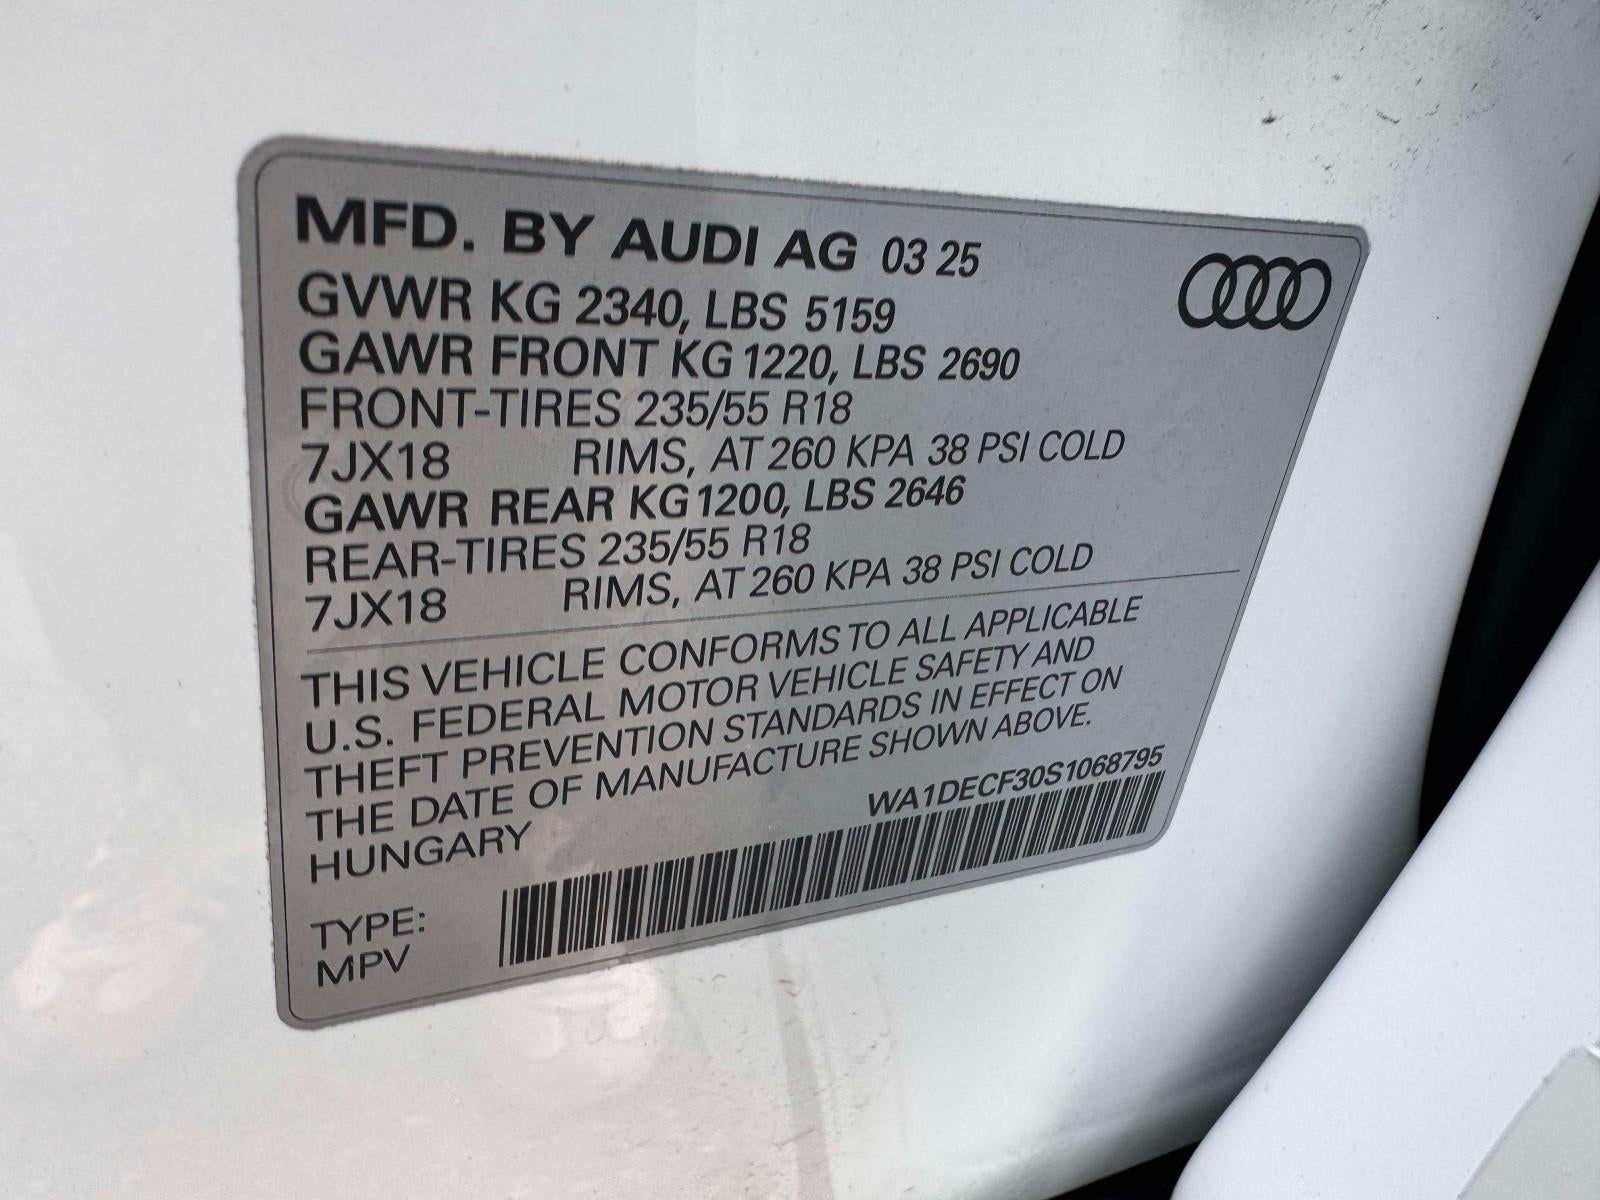 MFD. BY AUDI AG 03 25
GVWR KG 2340, LBS 5159
GAWR FRONT KG 1220, LBS 2690
FRONT-TIRES 235/55 R18
7JX18 RIMS, AT 260 KPA 38 PSI COLD
GAWR REAR KG 1200, LBS 2646
REAR-TIRES 235/55 R18
7JX18 RIMS, AT 260 KPA 38 PSI COLD
THIS VEHICLE CONFORMS TO ALL APPLICABLE
U.S. FEDERAL MOTOR VEHICLE SAFETY AND
THEFT PREVENTION STANDARDS IN EFFECT ON
THE DATE OF MANUFACTURE SHOWN ABOVE.
HUNGARY
WA1DECF30S1068795
TYPE:
MPV